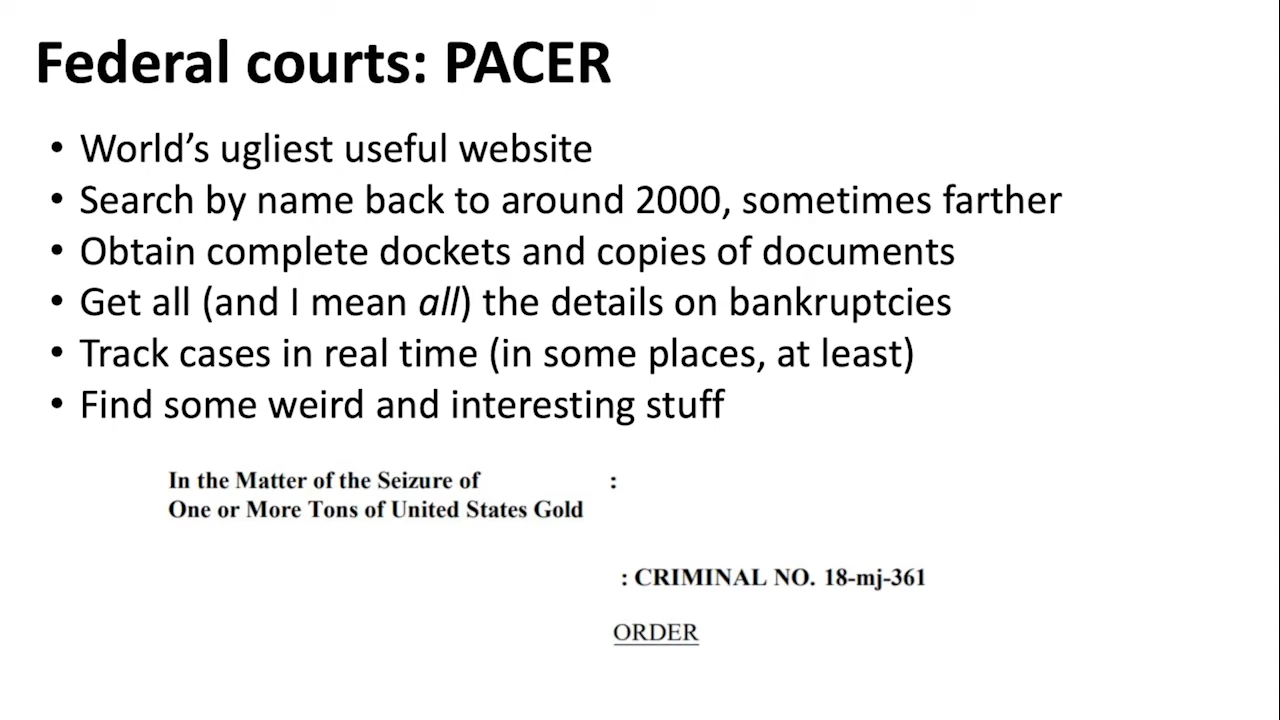 Federal courts: PACER
• World’s ugliest useful website
• Search by name back to around 2000, sometimes farther
• Obtain complete dockets and copies of documents
• Get all (and I mean all) the details on bankruptcies
• Track cases in real time (in some places, at least)
• Find some weird and interesting stuff
In the Matter of the Seizure of :
One or More Tons of United States Gold
: CRIMINAL NO. 18-mj-361
ORDER